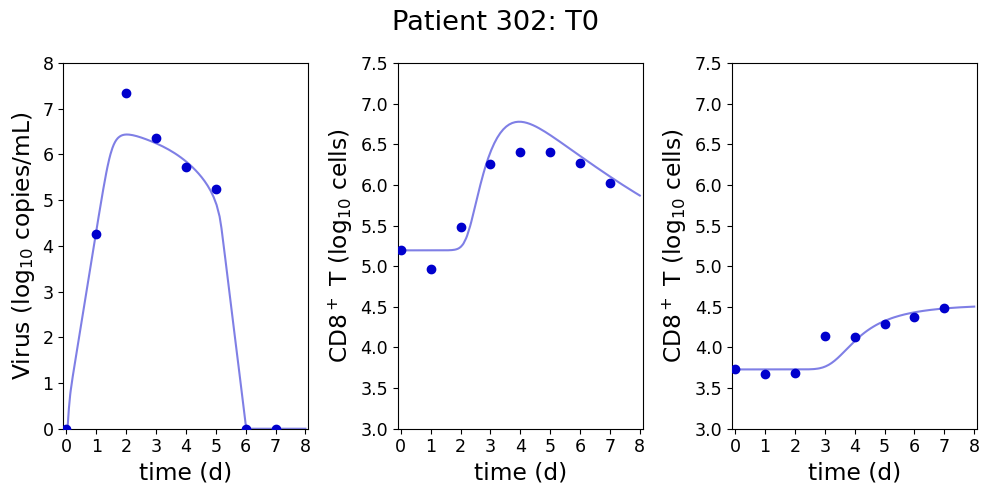 Patient 302: T0
Virus (log₁₀ copies/mL)
8
7
6
5
4
3
2
1
0
0 1 2 3 4 5 6 7 8
time (d)
CD8⁺ T (log₁₀ cells)
7.5
7.0
6.5
6.0
5.5
5.0
4.5
4.0
3.5
3.0
0 1 2 3 4 5 6 7 8
time (d)
CD8⁺ T (log₁₀ cells)
7.5
7.0
6.5
6.0
5.5
5.0
4.5
4.0
3.5
3.0
0 1 2 3 4 5 6 7 8
time (d)